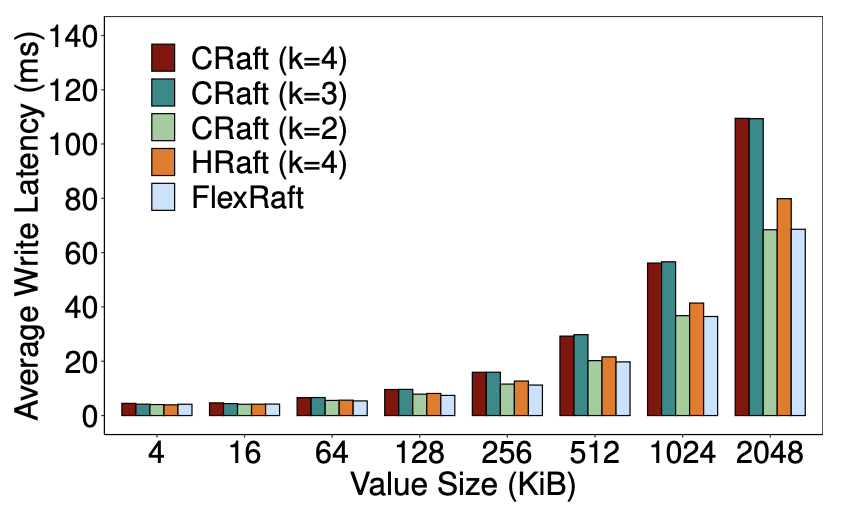 Average Write Latency (ms)
140
120
100
80
60
40
20
0
CRaft (k=4)
CRaft (k=3)
CRaft (k=2)
HRaft (k=4)
FlexRaft
4 16 64 128 256 512 1024 2048
Value Size (KiB)